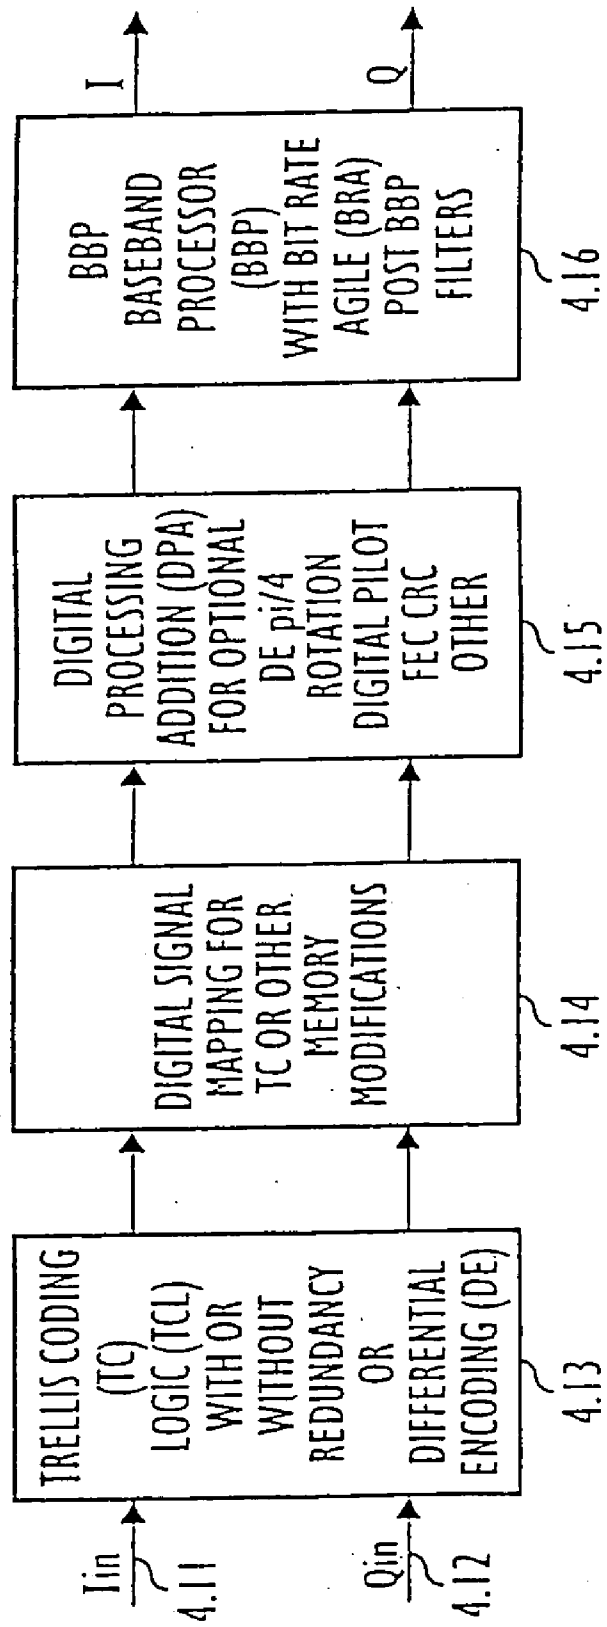 Iin
4.11
Qin
4.12
TRELLIS CODING
(TC)
LOGIC (TCL)
WITH OR
WITHOUT
REDUNDANCY
OR
DIFFERENTIAL
ENCODING (DE)
4.13
DIGITAL SIGNAL
MAPPING FOR
TC OR OTHER
MEMORY
MODIFICATIONS
4.14
DIGITAL
PROCESSING
ADDITION (DPA)
FOR OPTIONAL
DE pi/4
ROTATION
DIGITAL PILOT
FEC CRC
OTHER
4.15
BBP
BASEBAND
PROCESSOR
(BBP)
WITH BIT RATE
AGILE (BRA)
POST BBP
FILTERS
4.16
I
Q